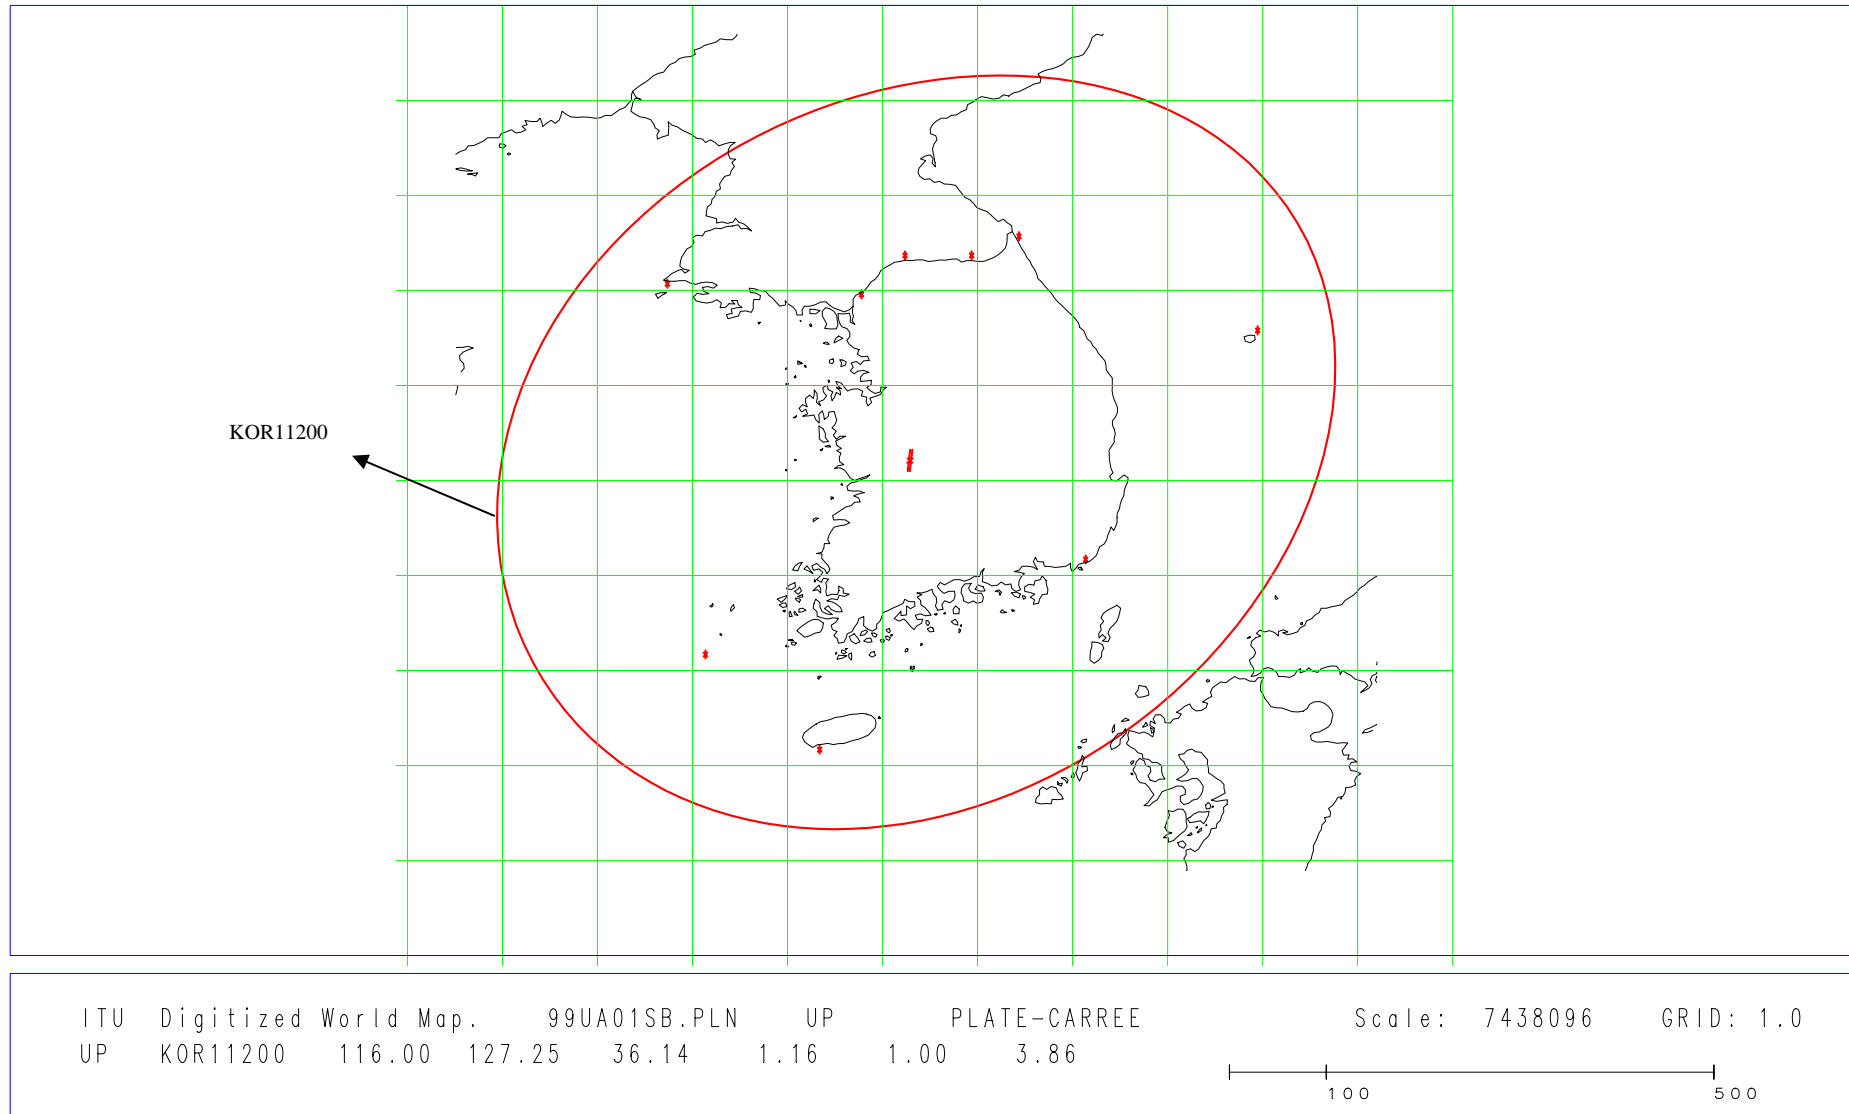 KOR11200
ITU Digitized World Map. 99UA01SB.PLN UP PLATE-CARREE Scale: 7438096 GRID: 1.0
UP KOR11200 116.00 127.25 36.14 1.16 1.00 3.86
100 500